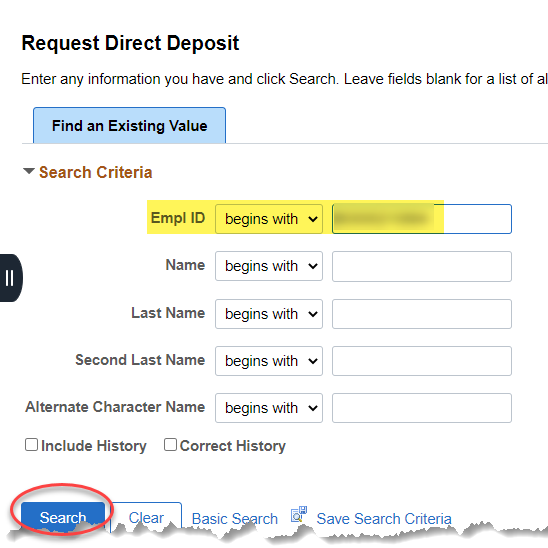 Request Direct Deposit
Enter any information you have and click Search. Leave fields blank for a list of al
Find an Existing Value
Search Criteria
Empl ID begins with
Name begins with
Last Name begins with
Second Last Name begins with
Alternate Character Name begins with
Include History Correct History
Search Clear Basic Search Save Search Criteria